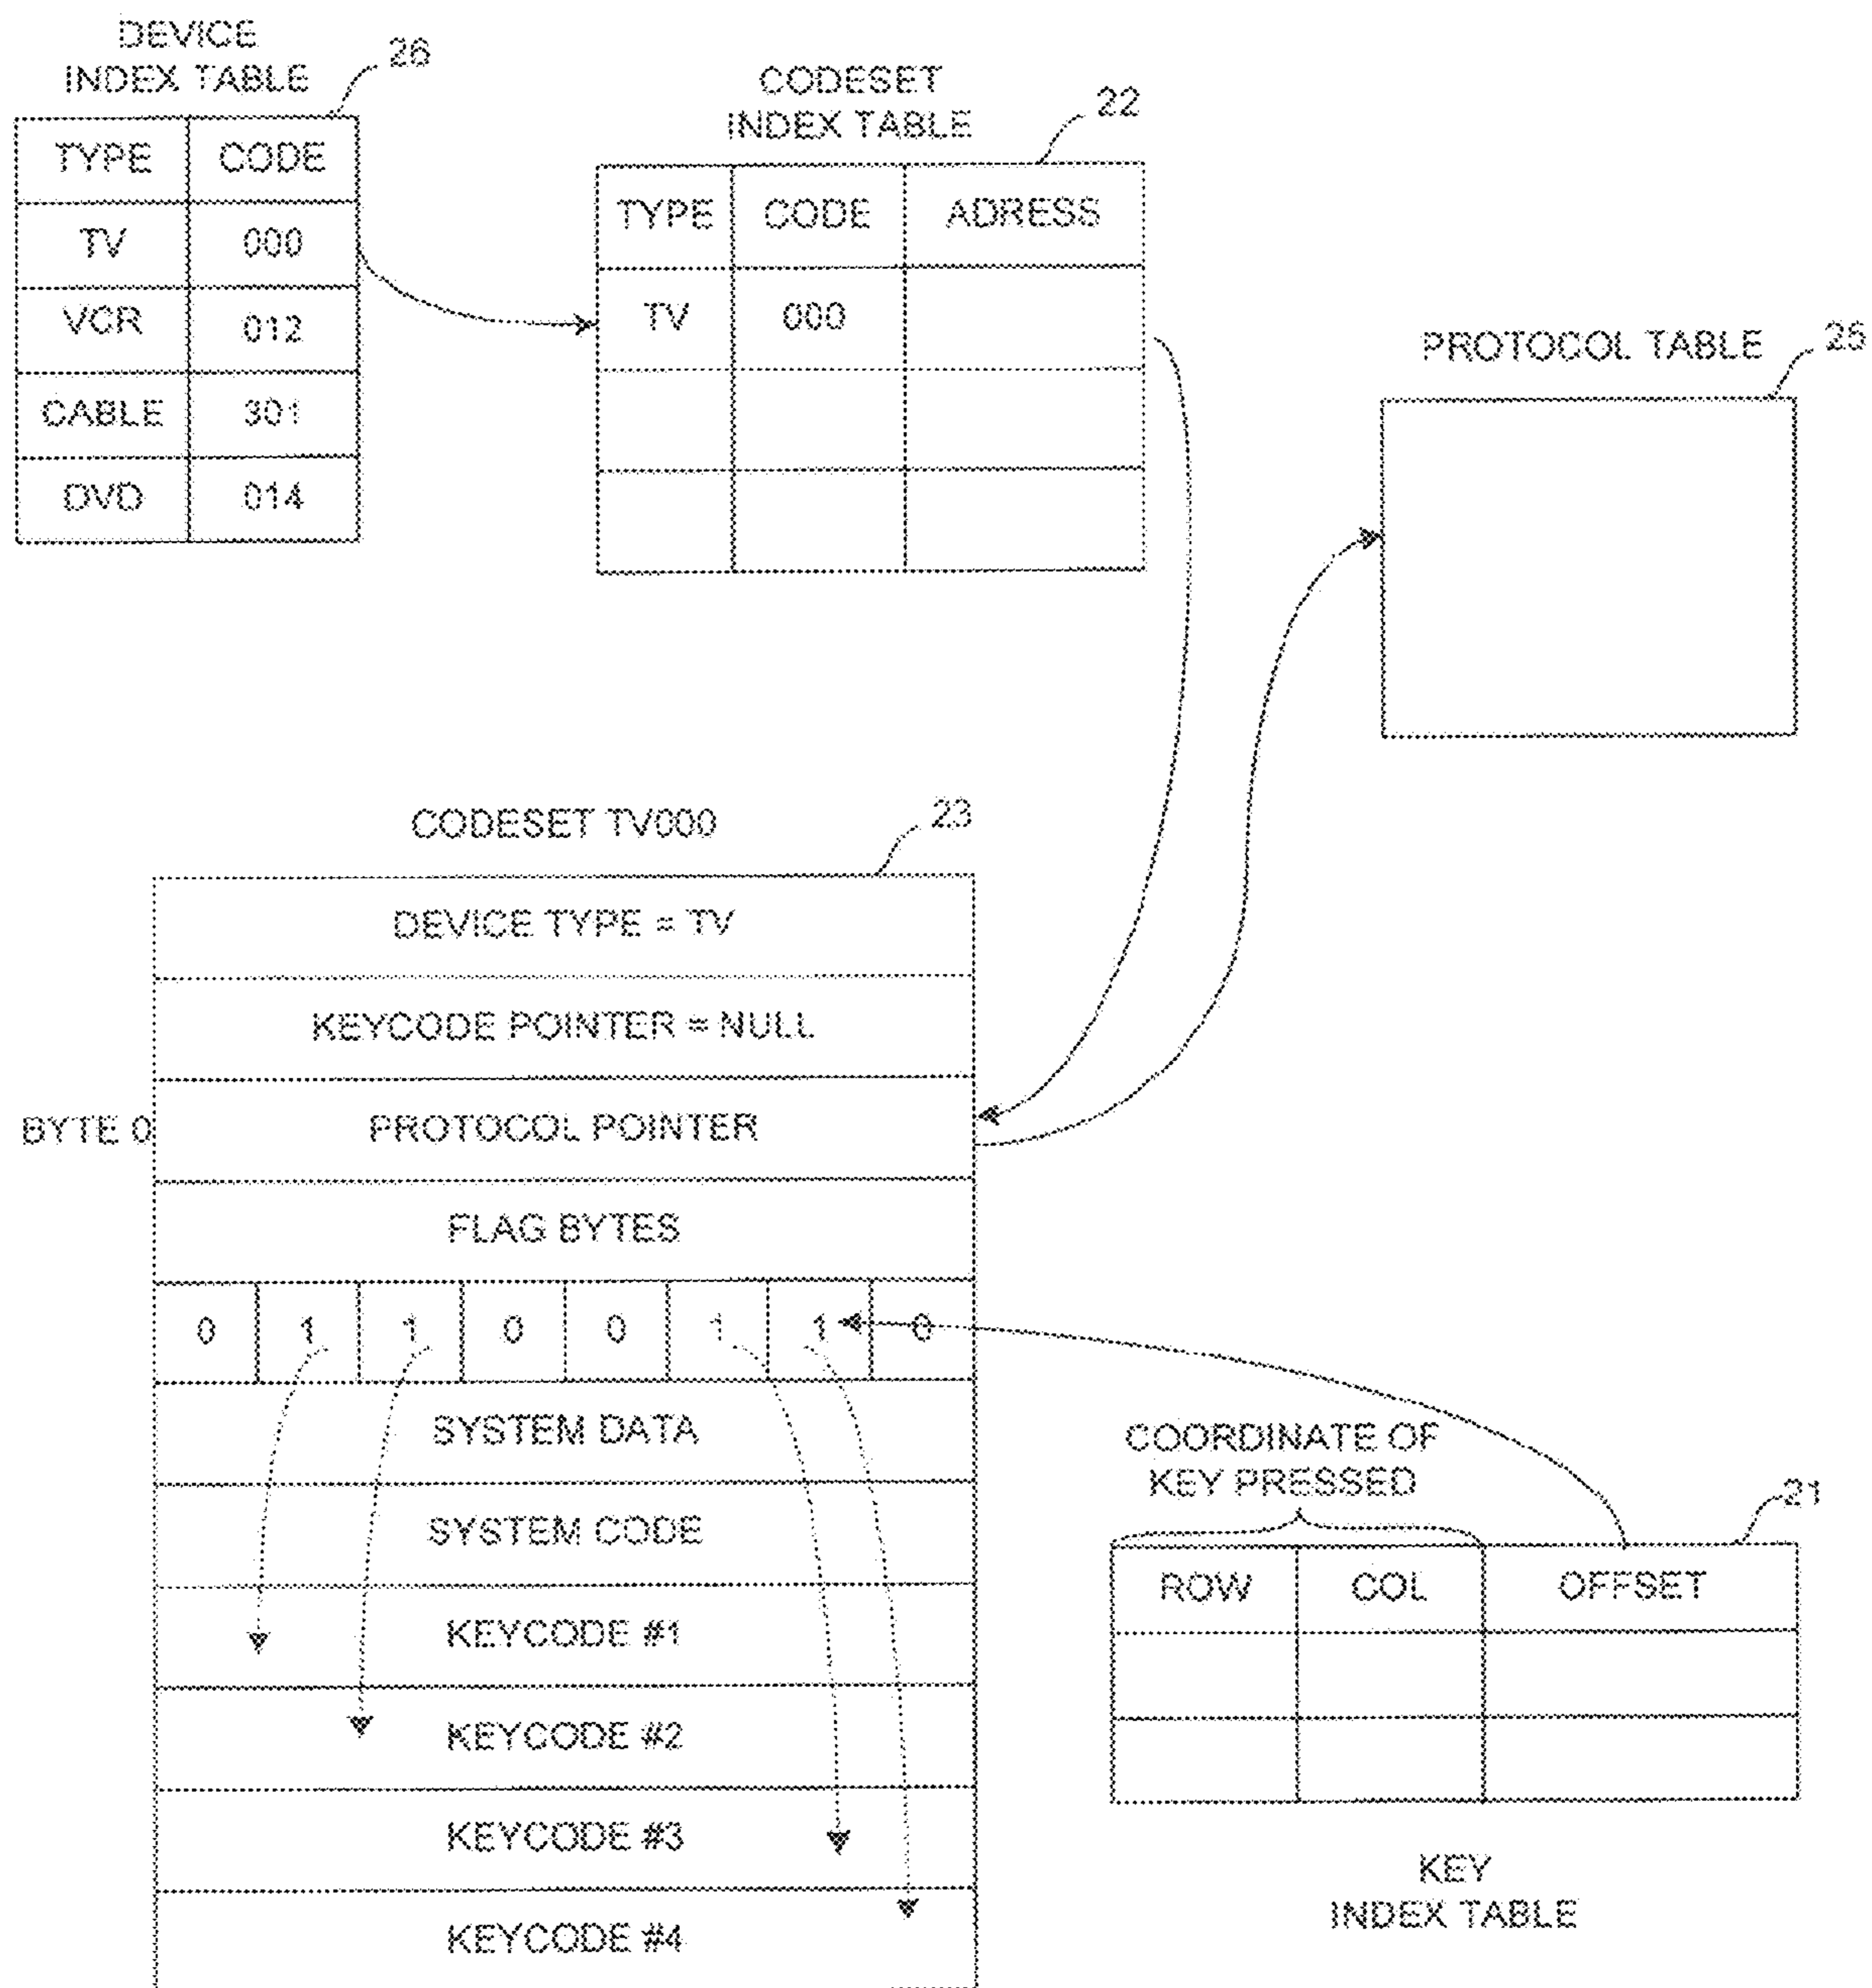 DEVICE
INDEX TABLE
26
TYPE CODE
TV 000
VCR 012
CABLE 301
DVD 014
CODESET
INDEX TABLE
22
TYPE CODE ADRESS
TV 000
PROTOCOL TABLE
25
CODESET TV000
23
DEVICE TYPE = TV
KEYCODE POINTER = NULL
BYTE 0 PROTOCOL POINTER
FLAG BYTES
0 1 1 0 0 1 1 0
SYSTEM DATA
SYSTEM CODE
KEYCODE #1
KEYCODE #2
KEYCODE #3
KEYCODE #4
COORDINATE OF
KEY PRESSED
21
ROW COL OFFSET
KEY
INDEX TABLE